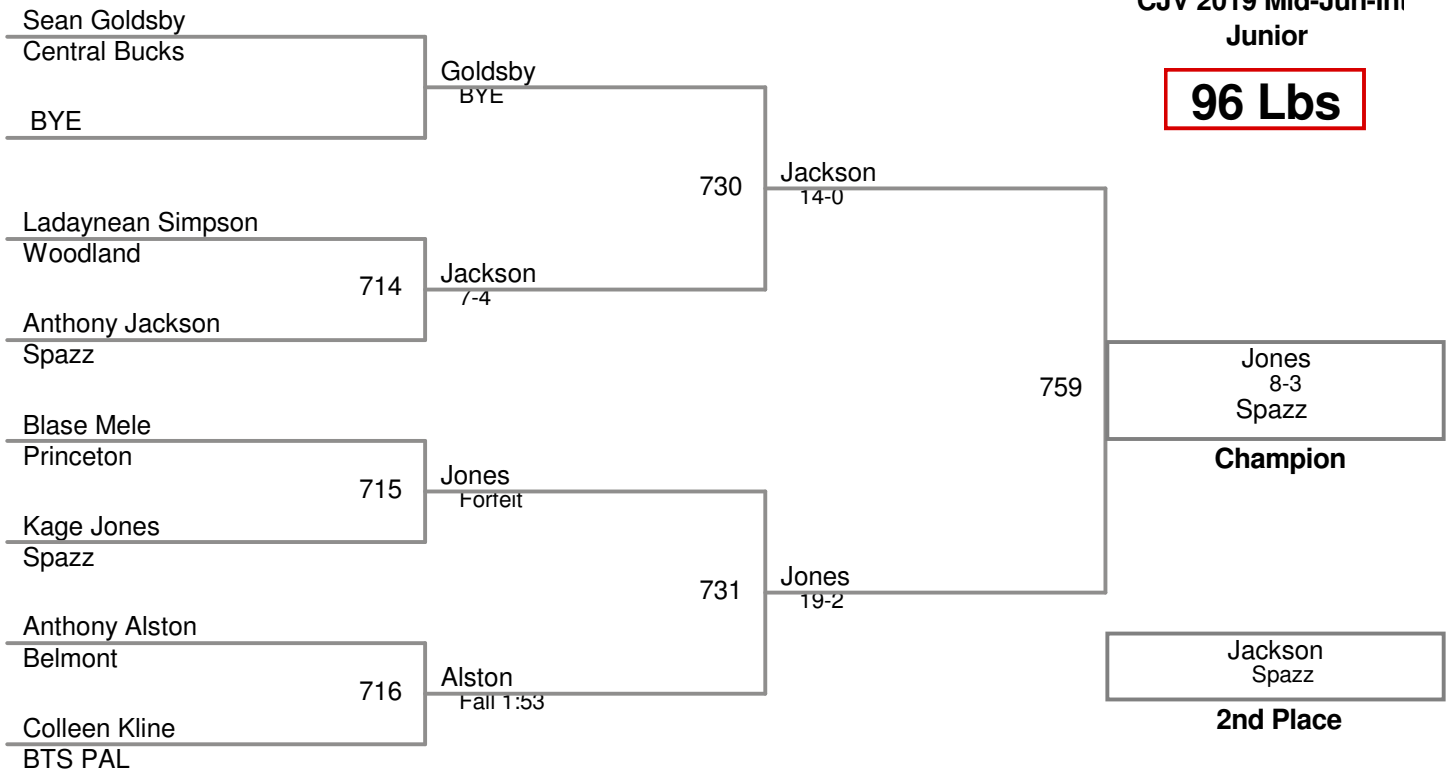 CJV 2019 Mid-Jun-Int
Junior
96 Lbs
Sean Goldsby
Central Bucks
BYE
Goldsby
BYE
Ladaynean Simpson
Woodland
714
Anthony Jackson
Spazz
Jackson
7-4
730
Jackson
14-0
Blase Mele
Princeton
715
Kage Jones
Spazz
Jones
Forfeit
Anthony Alston
Belmont
716
Colleen Kline
BTS PAL
Alston
Fall 1:53
731
Jones
19-2
759
Jones
8-3
Spazz
Champion
Jackson
Spazz
2nd Place